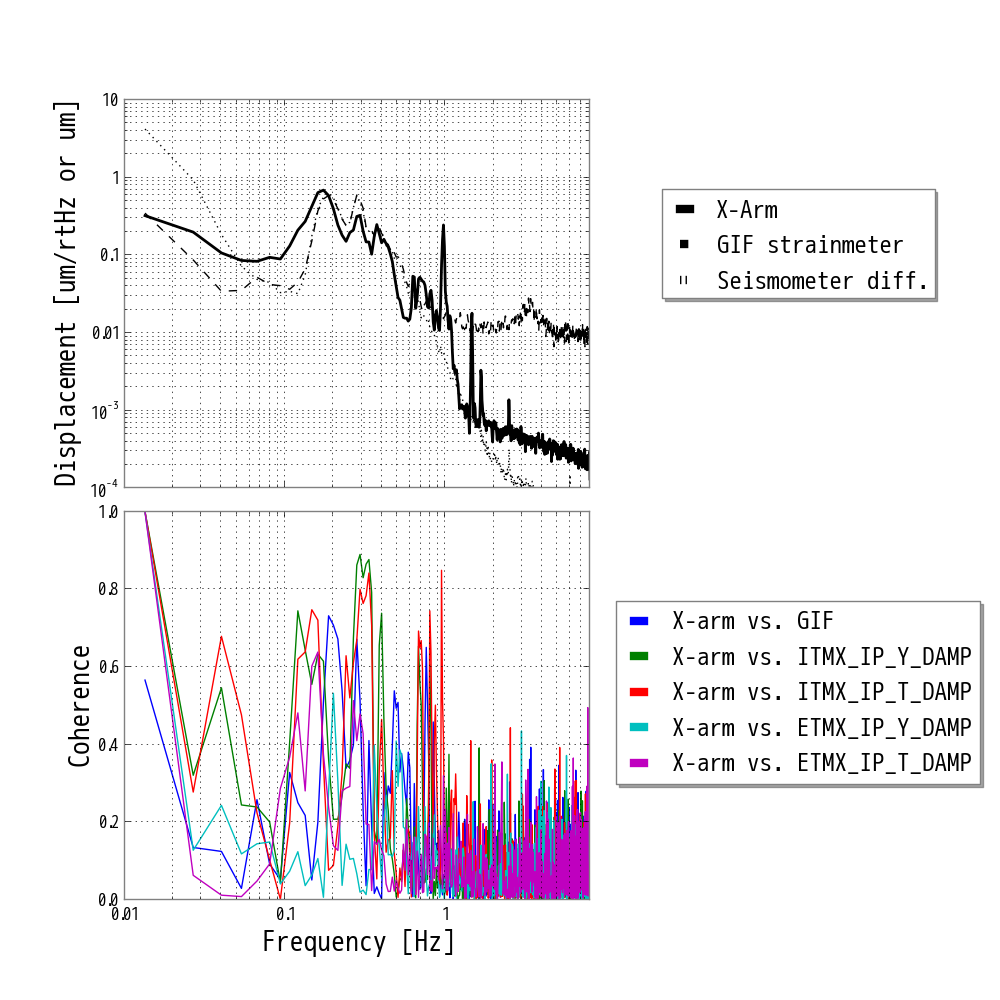 Displacement [um/rtHz or um]
10
1
0.1
0.01
10-3
10-4
X-Arm
GIF strainmeter
Seismometer diff.
Coherence
1.0
0.8
0.6
0.4
0.2
0.0
0.01
0.1
1
Frequency [Hz]
X-arm vs. GIF
X-arm vs. ITMX_IP_Y_DAMP
X-arm vs. ITMX_IP_T_DAMP
X-arm vs. ETMX_IP_Y_DAMP
X-arm vs. ETMX_IP_T_DAMP